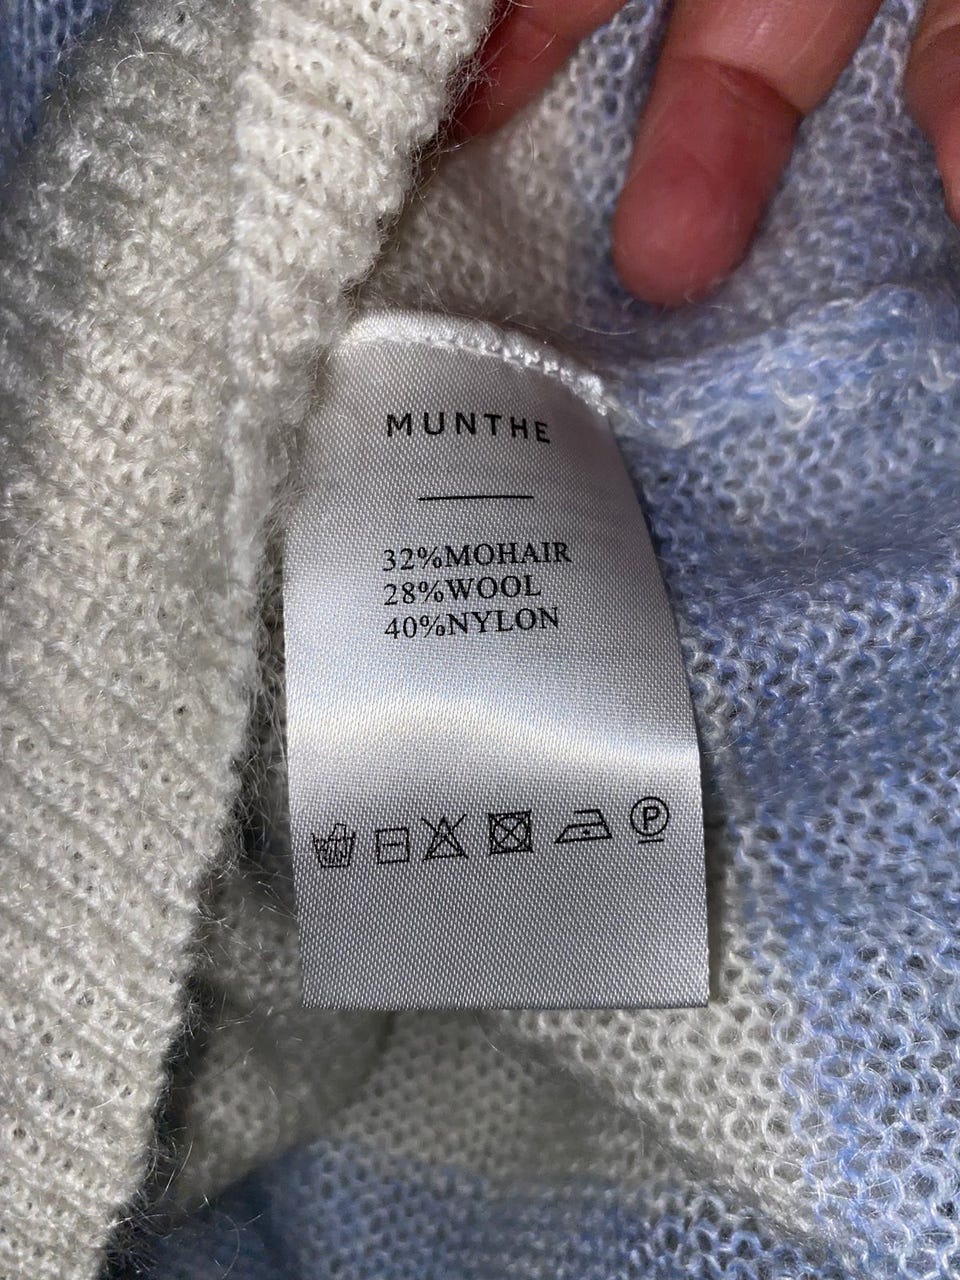 MUNTHE
32%MOHAIR
28%WOOL
40%NYLON
P